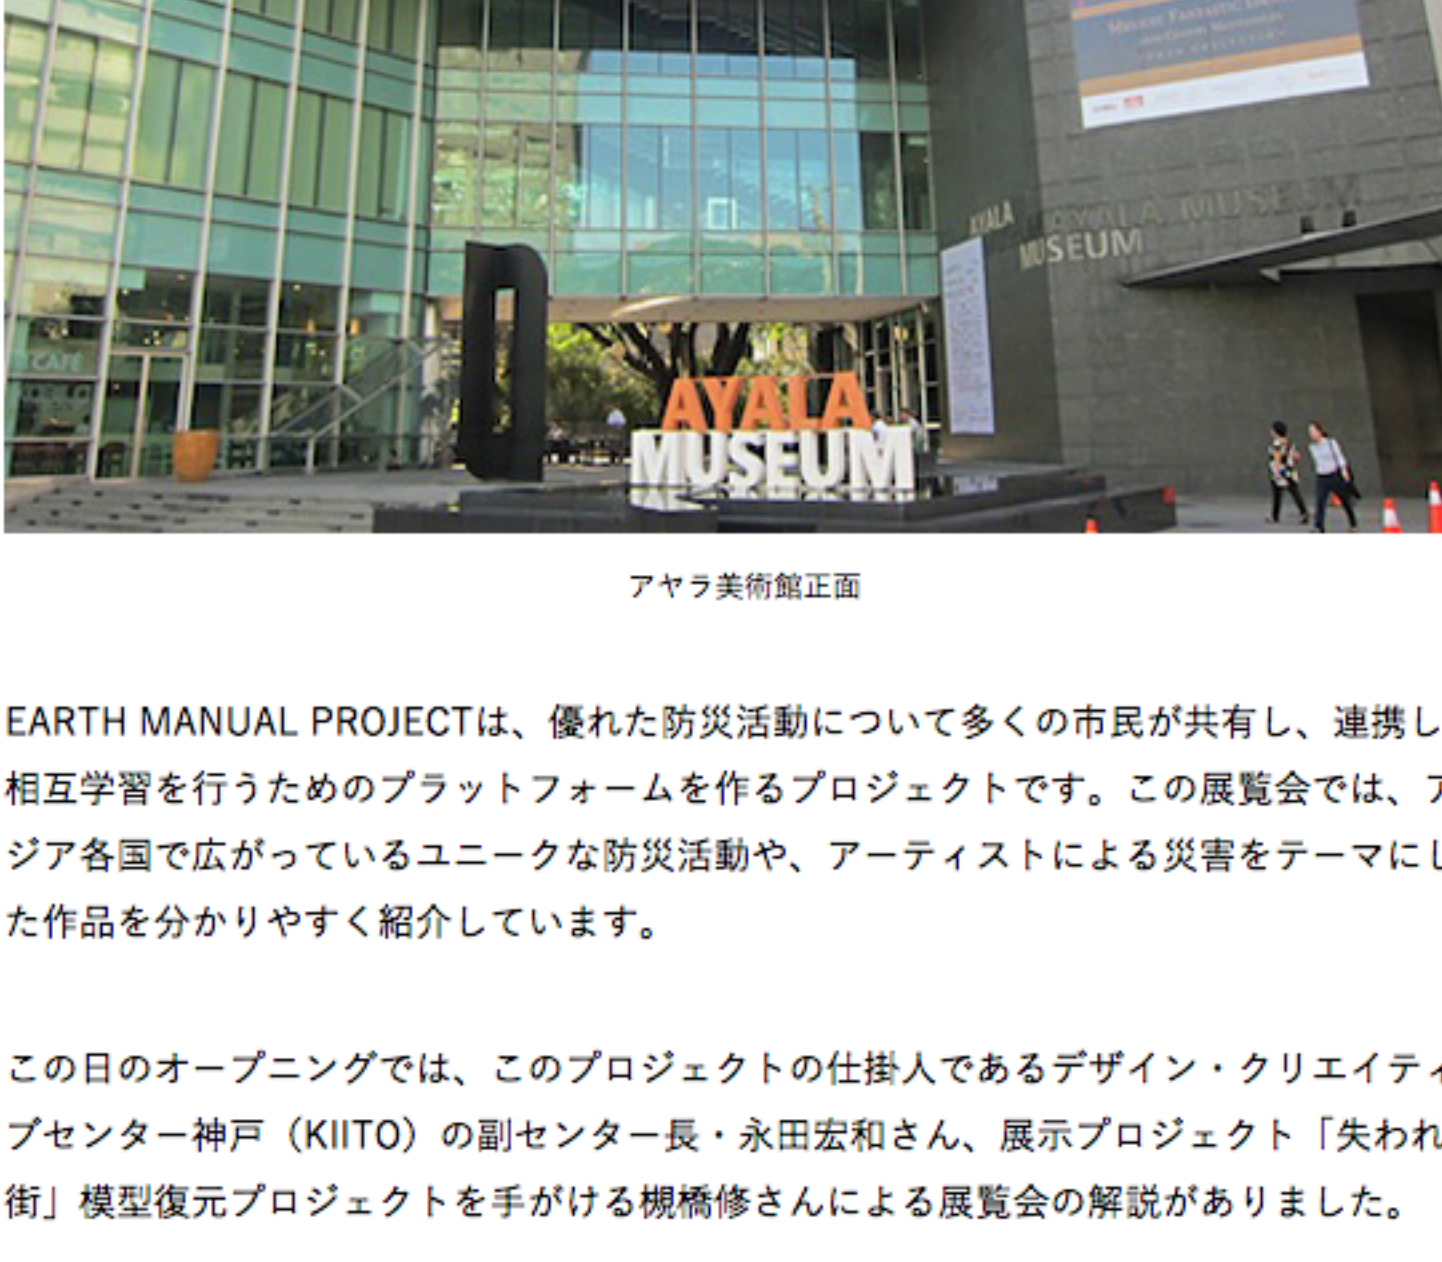 AYALA
MUSEUM
AYALA MUSEUM
CAFE
AYALA
MUSEUM
アヤラ美術館正面
EARTH MANUAL PROJECTは、優れた防災活動について多くの市民が共有し、連携し
相互学習を行うためのプラットフォームを作るプロジェクトです。この展覧会では、ア
ジア各国で広がっているユニークな防災活動や、アーティストによる災害をテーマにし
た作品を分かりやすく紹介しています。
この日のオープニングでは、このプロジェクトの仕掛人であるデザイン・クリエイティ
ブセンター神戸（KIITO）の副センター長・永田宏和さん、展示プロジェクト「失われ
街」模型復元プロジェクトを手がける槻橋修さんによる展覧会の解説がありました。